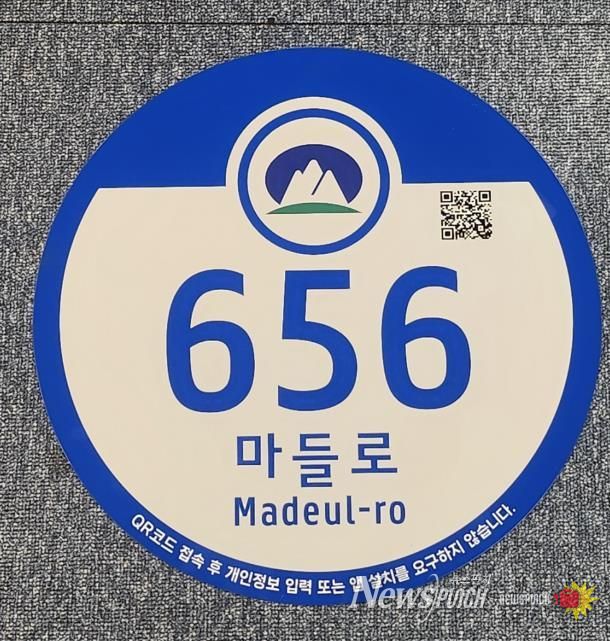 656
마들로
Madeul-ro
QR코드 접속 후 개인정보 입력 또는 앱 설치를 요구하지 않습니다.
NEWSPUNCH